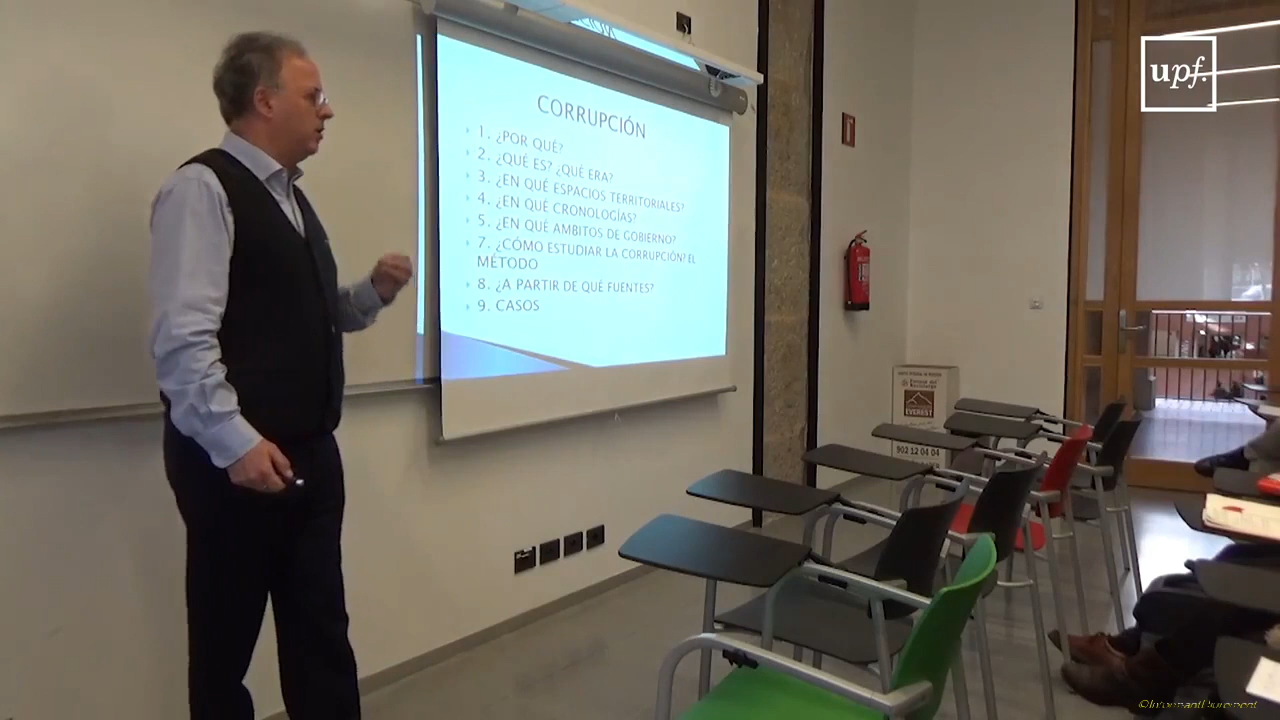 upf.
CORRUPCIÓN
1. ¿POR QUÉ?
2. ¿QUÉ ES? ¿QUÉ ERA?
3. ¿EN QUÉ ESPACIOS TERRITORIALES?
4. ¿EN QUÉ CRONOLOGÍAS?
5. ¿EN QUÉ AMBITOS DE GOBIERNO?
7. ¿CÓMO ESTUDIAR LA CORRUPCIÓN? EL
MÉTODO
8. ¿A PARTIR DE QUÉ FUENTES?
9. CASOS
EVEREST
902 12 04 04